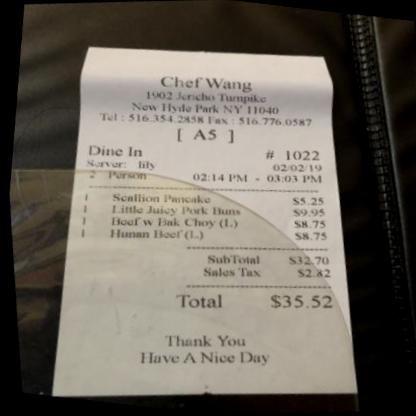 Chef Wang
1902 Jericho Turnpike
New Hyde Park NY 11040
Tel : 516.354.2858 Fax : 516.776.0587
[ A5 ]
Dine In # 1022
Server: lily 02/02/19
2 Person 02:14 PM - 03:03 PM
1 Scallion Pancake $5.25
1 Little Juicy Pork Buns $9.95
1 Beef w Bak Choy (L) $8.75
1 Hunan Beef (L) $8.75
SubTotal $32.70
Sales Tax $2.82
Total $35.52
Thank You
Have A Nice Day